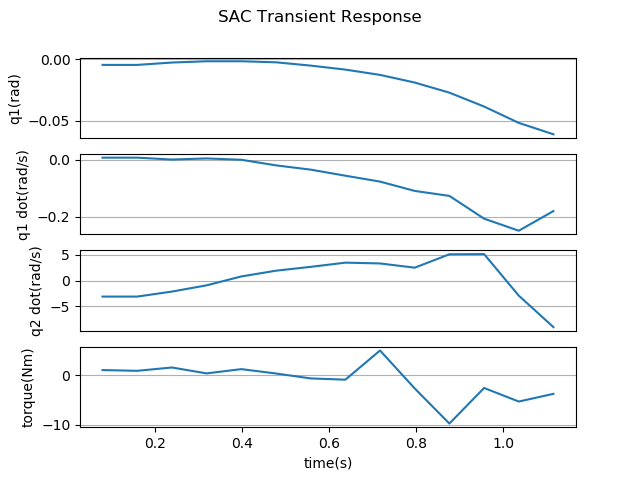 SAC Transient Response
q1(rad)
0.00
−0.05
q1 dot(rad/s)
0.0
−0.2
q2 dot(rad/s)
5
0
−5
torque(Nm)
0
−10
0.2 0.4 0.6 0.8 1.0
time(s)